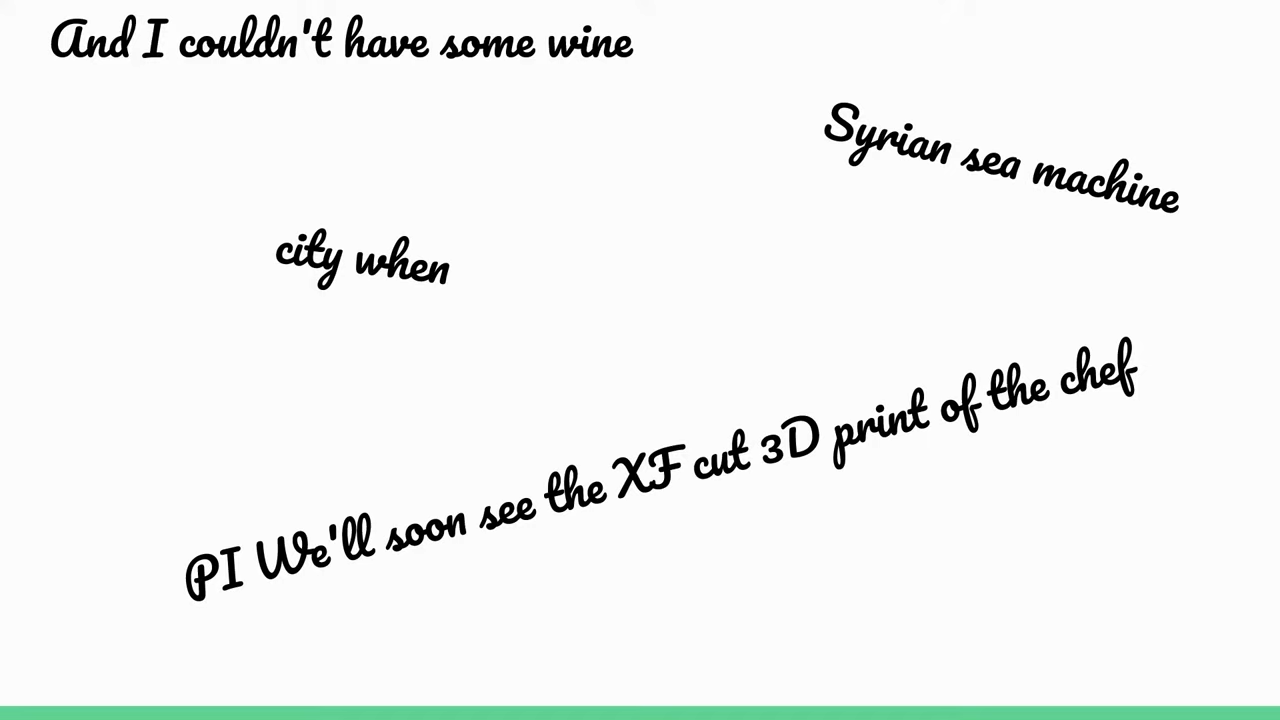 And I couldn't have some wine
Syrian sea machine
city when
PI We'll soon see the XF cut 3D print of the chef